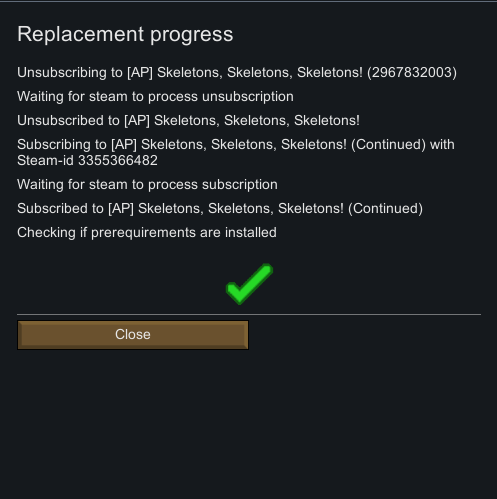 Replacement progress
Unsubscribing to [AP] Skeletons, Skeletons, Skeletons! (2967832003)
Waiting for steam to process unsubscription
Unsubscribed to [AP] Skeletons, Skeletons, Skeletons!
Subscribing to [AP] Skeletons, Skeletons, Skeletons! (Continued) with
Steam-id 3355366482
Waiting for steam to process subscription
Subscribed to [AP] Skeletons, Skeletons, Skeletons! (Continued)
Checking if prerequirements are installed
Close